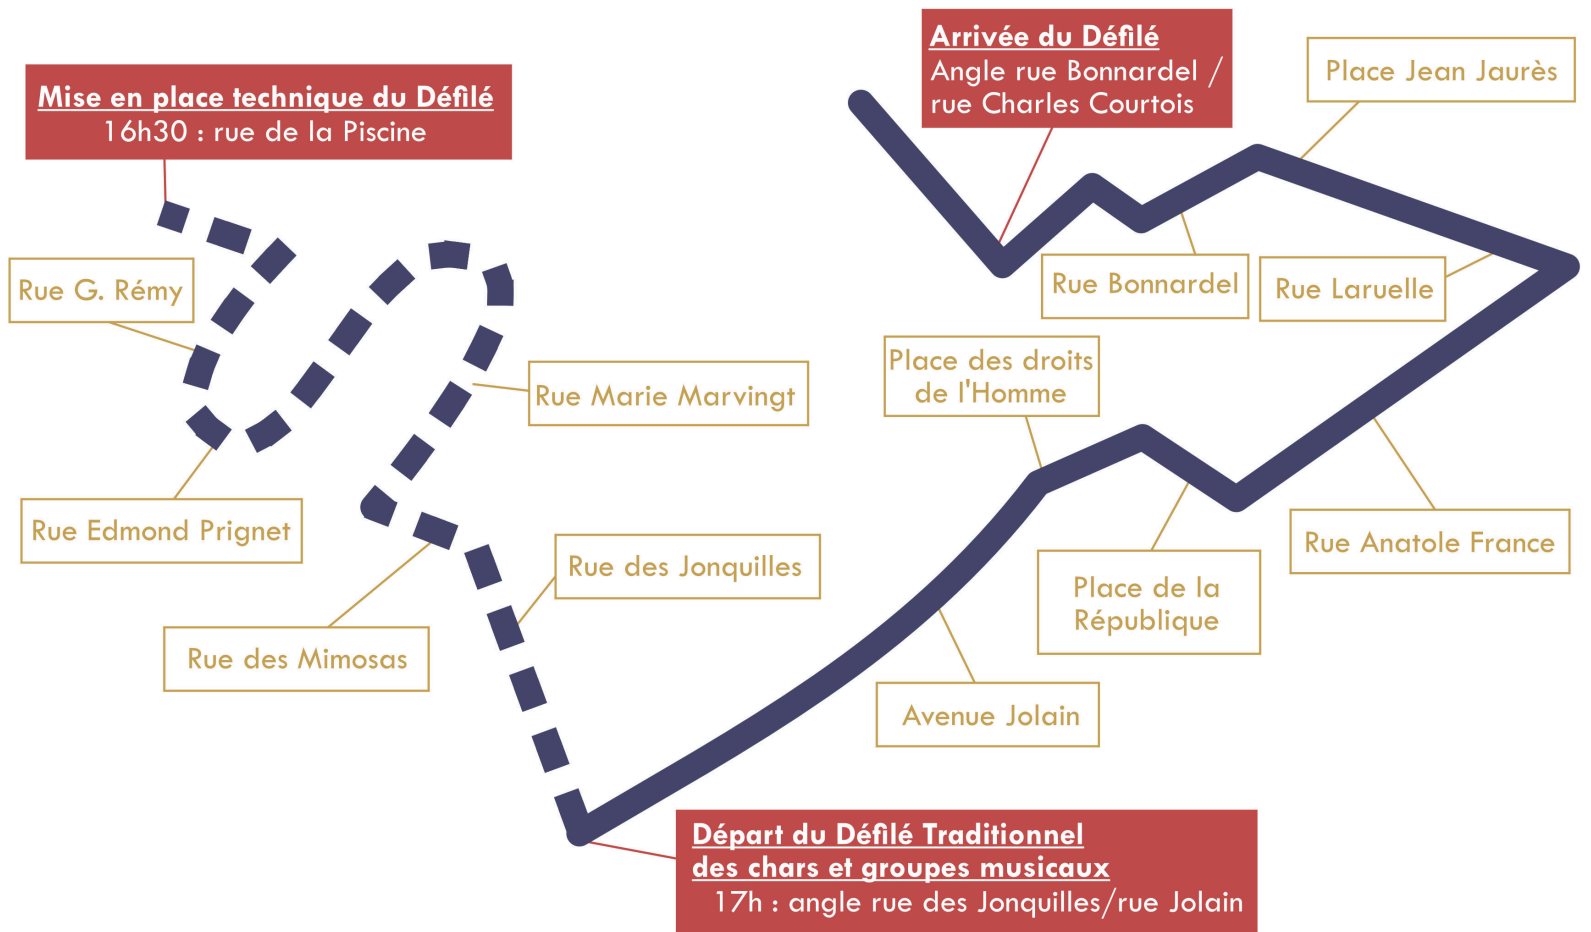 Mise en place technique du Défilé
16h30 : rue de la Piscine
Rue G. Rémy
Rue Edmond Prignet
Rue Marie Marvingt
Rue des Mimosas
Rue des Jonquilles
Départ du Défilé Traditionnel
des chars et groupes musicaux
17h : angle rue des Jonquilles/rue Jolain
Avenue Jolain
Place des droits
de l'Homme
Place de la
République
Rue Anatole France
Rue Laruelle
Place Jean Jaurès
Rue Bonnardel
Arrivée du Défilé
Angle rue Bonnardel /
rue Charles Courtois